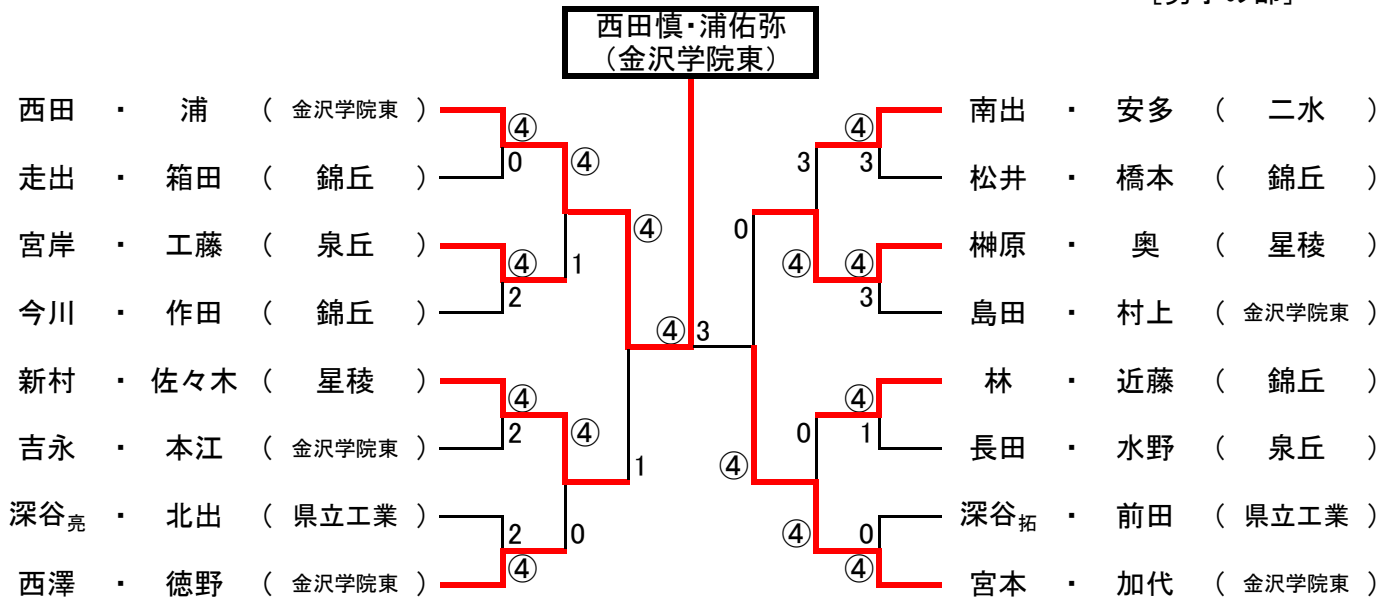 [男子の部]
西田慎・浦佑弥
（金沢学院東）
西田 ・ 浦 （ 金沢学院東 ）
④
0
走出 ・ 箱田 （ 錦丘 ）
④
宮岸 ・ 工藤 （ 泉丘 ）
④
2
今川 ・ 作田 （ 錦丘 ）
1
④
新村 ・ 佐々木 （ 星稜 ）
④
2
吉永 ・ 本江 （ 金沢学院東 ）
④
深谷亮 ・ 北出 （ 県立工業 ）
2
④
西澤 ・ 徳野 （ 金沢学院東 ）
0
1
④ 3
南出 ・ 安多 （ 二水 ）
④
3
松井 ・ 橋本 （ 錦丘 ）
3
榊原 ・ 奥 （ 星稜 ）
④
3
島田 ・ 村上 （ 金沢学院東 ）
④
0
林 ・ 近藤 （ 錦丘 ）
④
1
長田 ・ 水野 （ 泉丘 ）
0
深谷拓 ・ 前田 （ 県立工業 ）
0
④
宮本 ・ 加代 （ 金沢学院東 ）
④
④